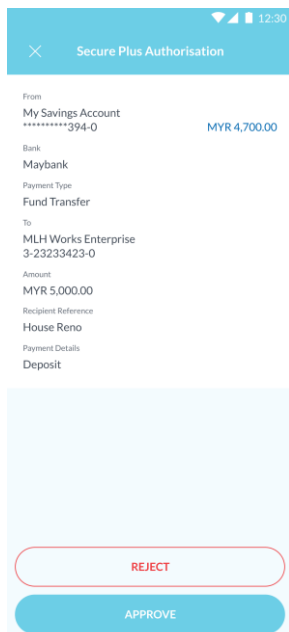 12:30
Secure Plus Authorisation
From
My Savings Account
**********394-0 MYR 4,700.00
Bank
Maybank
Payment Type
Fund Transfer
To
MLH Works Enterprise
3-23233423-0
Amount
MYR 5,000.00
Recipient Reference
House Reno
Payment Details
Deposit
REJECT
APPROVE